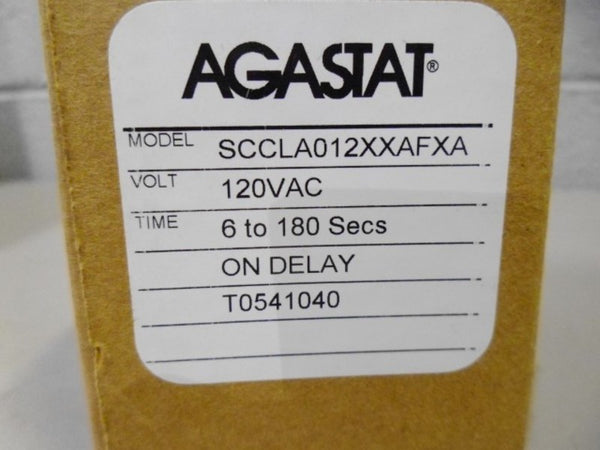 AGASTAT®
MODEL SCCLA012XXAFXA
VOLT 120VAC
TIME 6 to 180 Secs
ON DELAY
T0541040